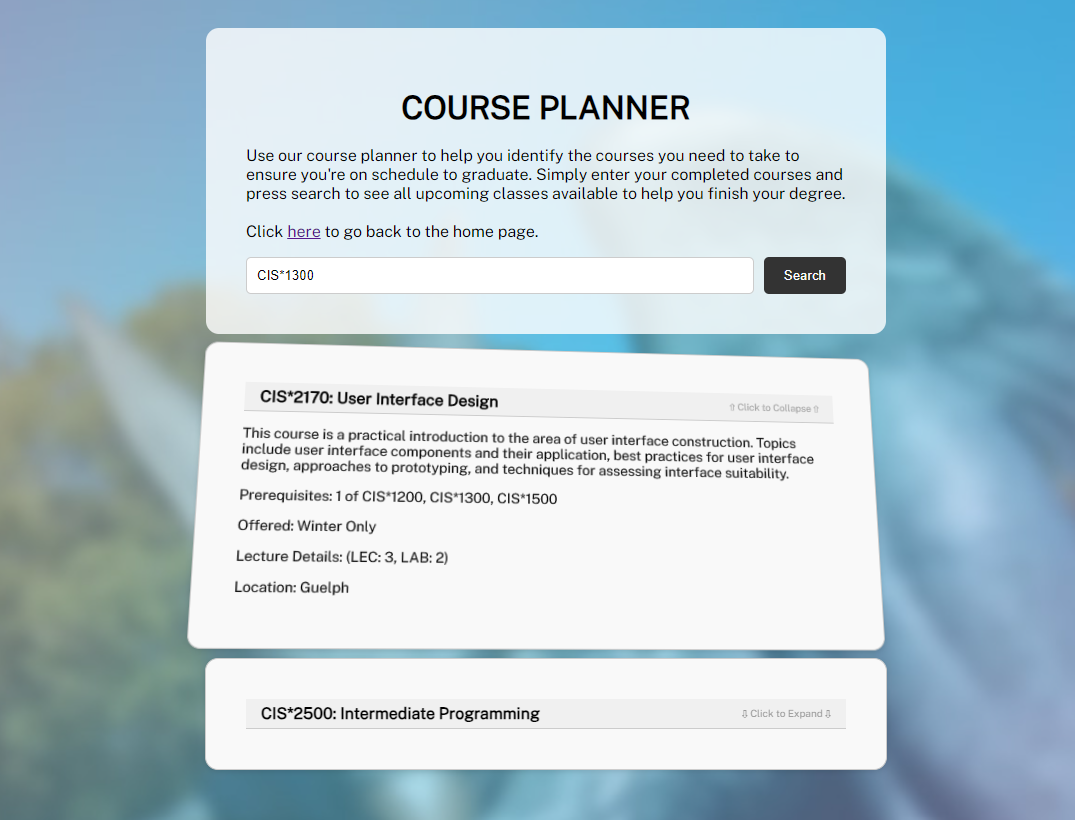 COURSE PLANNER
Use our course planner to help you identify the courses you need to take to
ensure you're on schedule to graduate. Simply enter your completed courses and
press search to see all upcoming classes available to help you finish your degree.
Click here to go back to the home page.
CIS*1300 Search
CIS*2170: User Interface Design ⇧ Click to Collapse ⇧
This course is a practical introduction to the area of user interface construction. Topics
include user interface components and their application, best practices for user interface
design, approaches to prototyping, and techniques for assessing interface suitability.
Prerequisites: 1 of CIS*1200, CIS*1300, CIS*1500
Offered: Winter Only
Lecture Details: (LEC: 3, LAB: 2)
Location: Guelph
CIS*2500: Intermediate Programming ⇩ Click to Expand ⇩